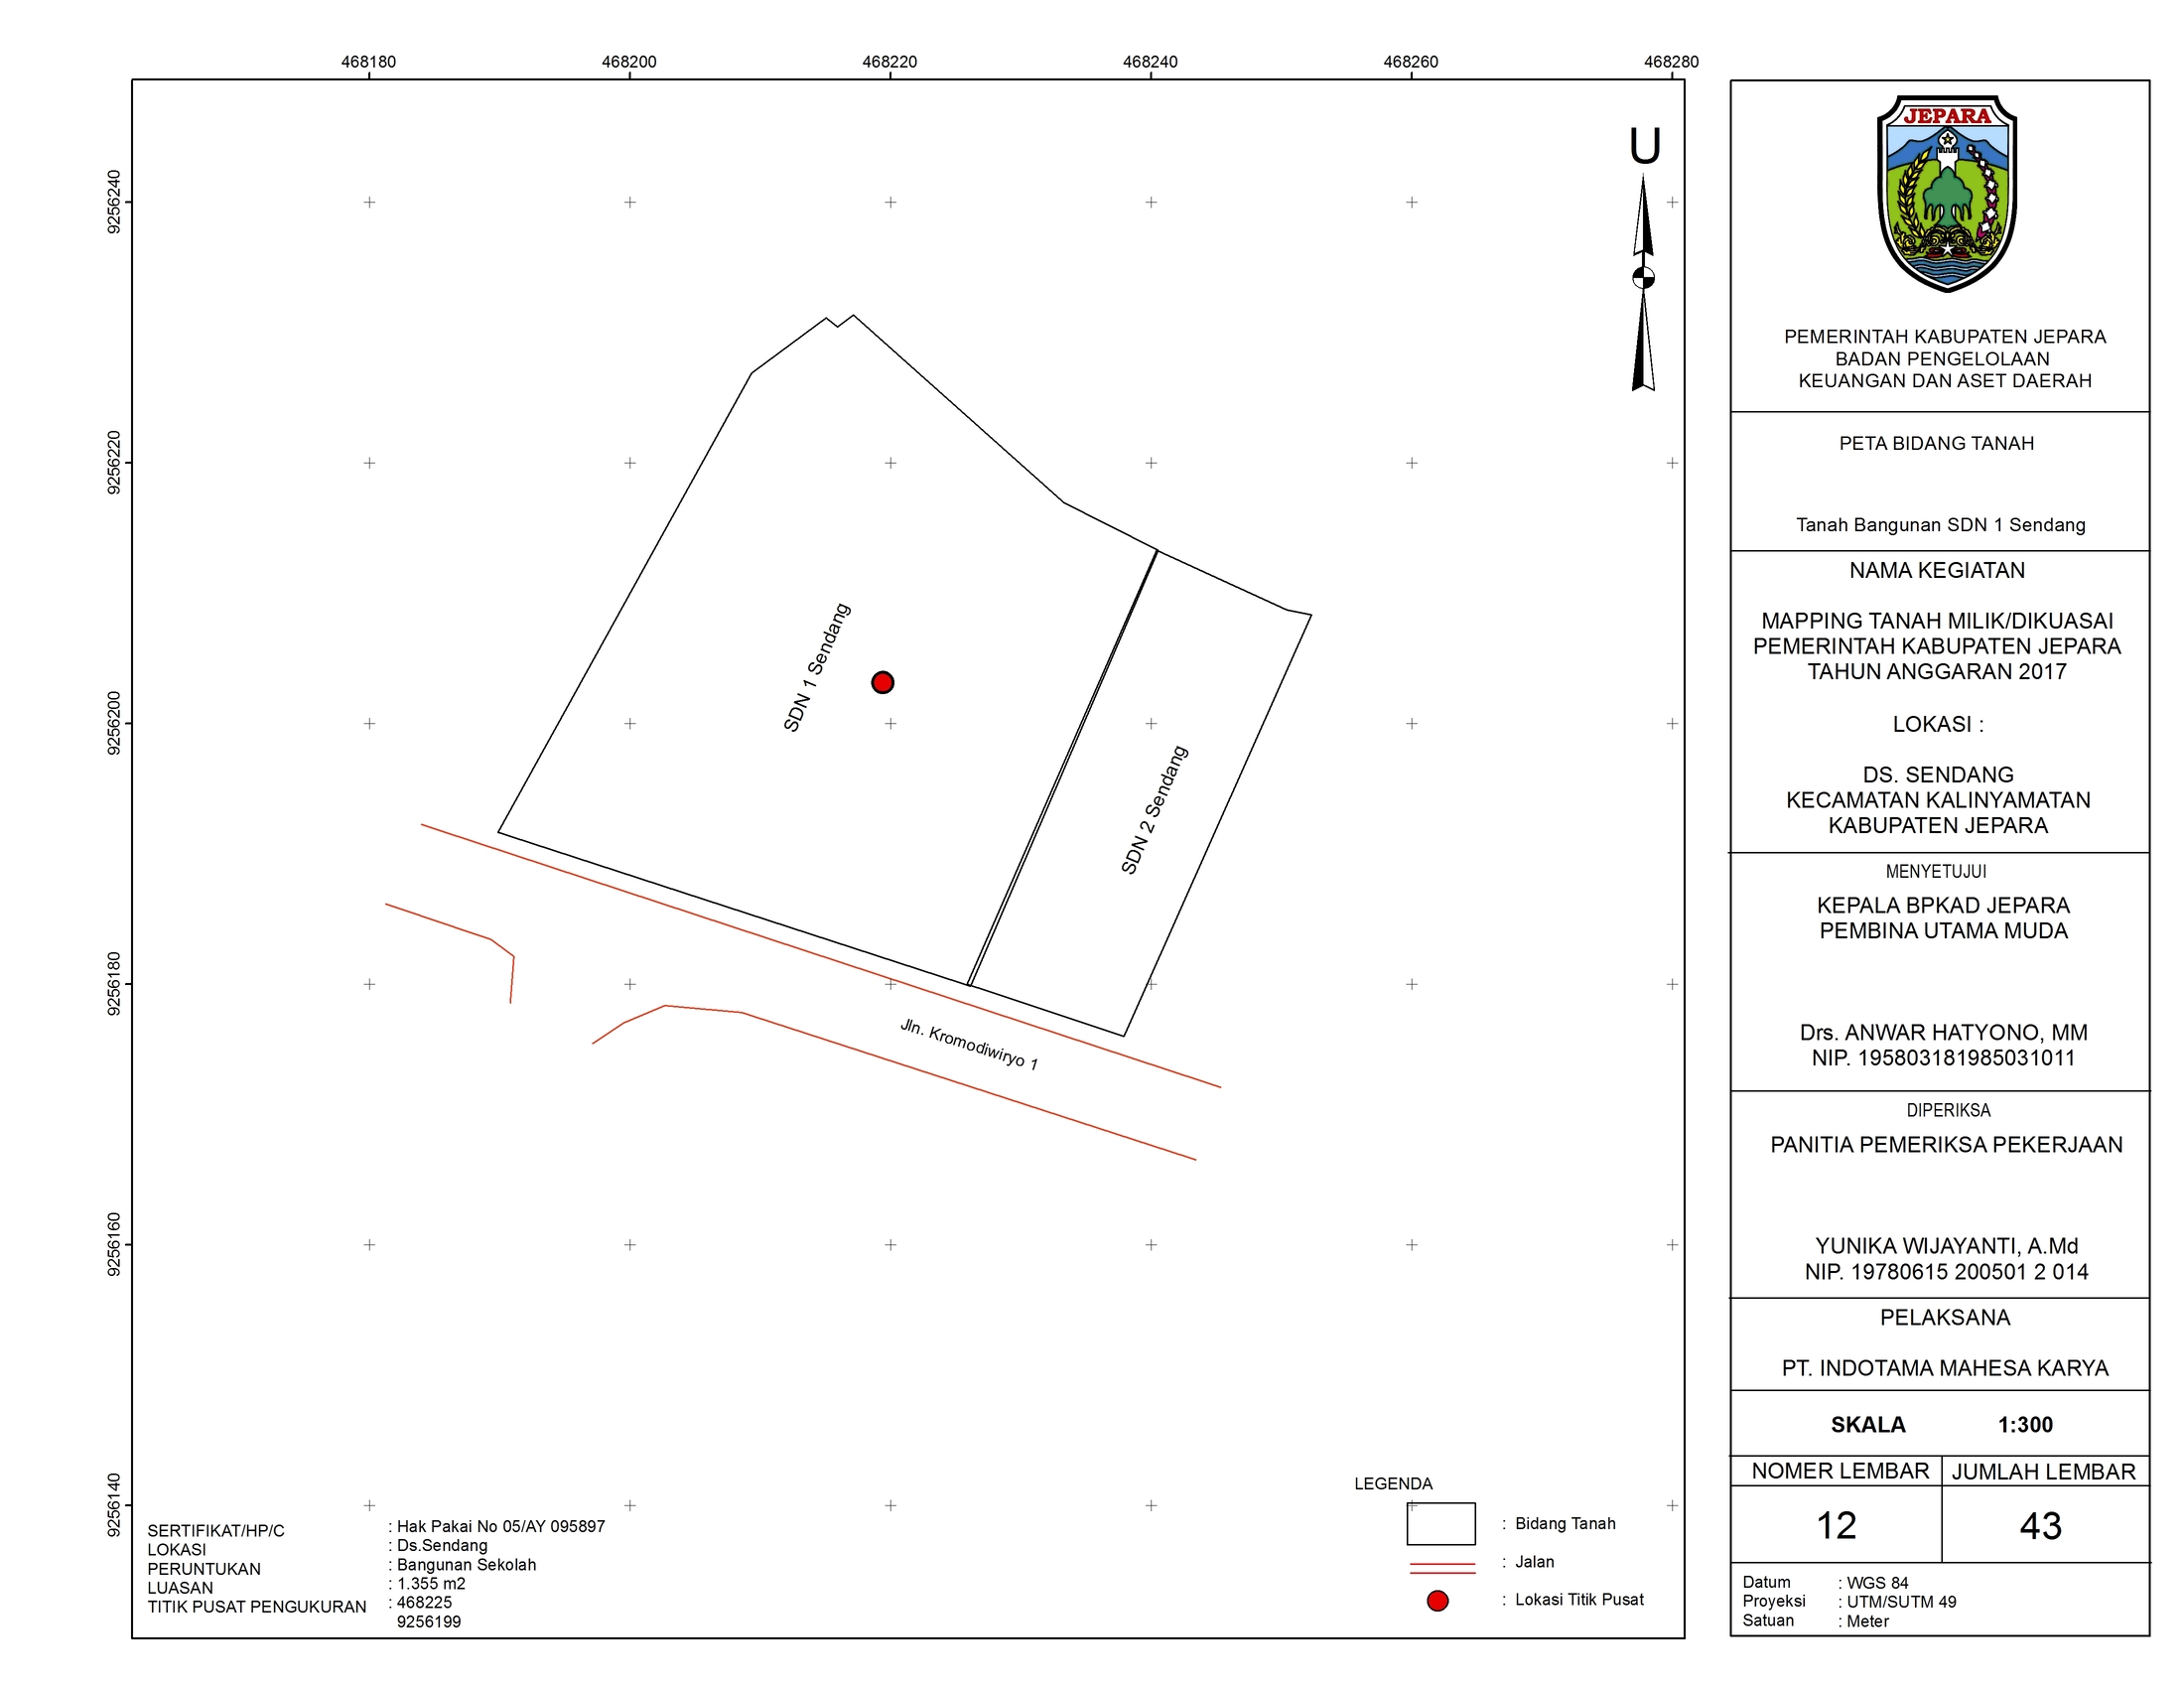 468180
468200
468220
468240
468260
468280
9256240
9256220
9256200
9256180
9256160
9256140
U
SDN 1 Sendang
SDN 2 Sendang
Jln. Kromodiwiryo 1
SERTIFIKAT/HP/C : Hak Pakai No 05/AY 095897
LOKASI : Ds.Sendang
PERUNTUKAN : Bangunan Sekolah
LUASAN : 1.355 m2
TITIK PUSAT PENGUKURAN : 468225
9256199
LEGENDA
: Bidang Tanah
: Jalan
: Lokasi Titik Pusat
JEPARA
PEMERINTAH KABUPATEN JEPARA
BADAN PENGELOLAAN
KEUANGAN DAN ASET DAERAH
PETA BIDANG TANAH
Tanah Bangunan SDN 1 Sendang
NAMA KEGIATAN
MAPPING TANAH MILIK/DIKUASAI
PEMERINTAH KABUPATEN JEPARA
TAHUN ANGGARAN 2017
LOKASI :
DS. SENDANG
KECAMATAN KALINYAMATAN
KABUPATEN JEPARA
MENYETUJUI
KEPALA BPKAD JEPARA
PEMBINA UTAMA MUDA
Drs. ANWAR HATYONO, MM
NIP. 195803181985031011
DIPERIKSA
PANITIA PEMERIKSA PEKERJAAN
YUNIKA WIJAYANTI, A.Md
NIP. 19780615 200501 2 014
PELAKSANA
PT. INDOTAMA MAHESA KARYA
SKALA 1:300
NOMER LEMBAR JUMLAH LEMBAR
12 43
Datum : WGS 84
Proyeksi : UTM/SUTM 49
Satuan : Meter